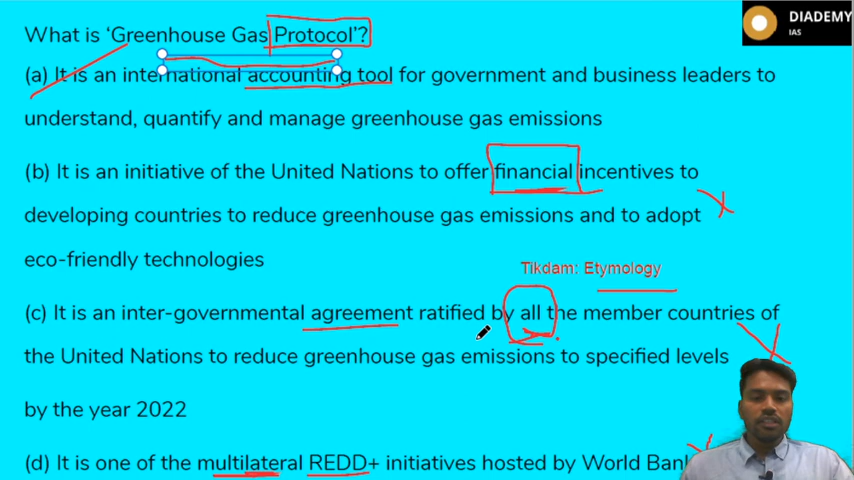 What is ‘Greenhouse Gas Protocol’?
DIADEMY
IAS
(a) It is an international accounting tool for government and business leaders to
understand, quantify and manage greenhouse gas emissions
(b) It is an initiative of the United Nations to offer financial incentives to
developing countries to reduce greenhouse gas emissions and to adopt
eco-friendly technologies
Tikdam: Etymology
(c) It is an inter-governmental agreement ratified by all the member countries of
the United Nations to reduce greenhouse gas emissions to specified levels
by the year 2022
(d) It is one of the multilateral REDD+ initiatives hosted by World Bank